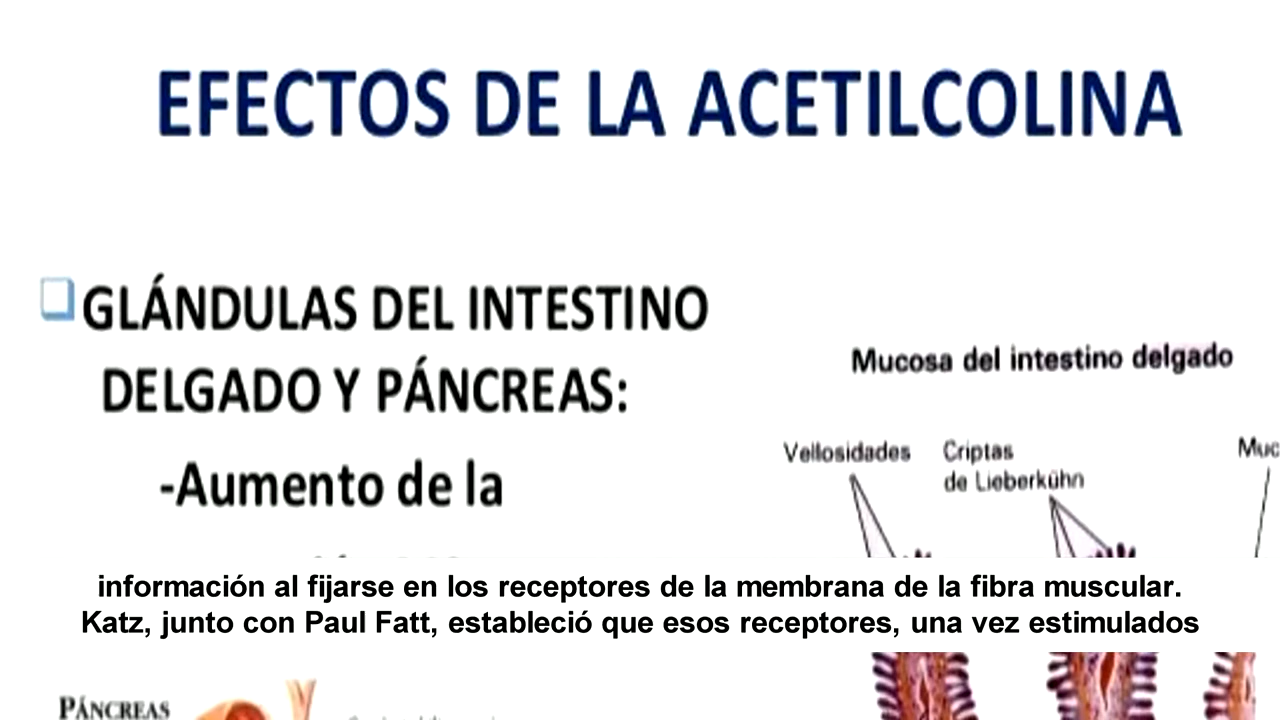 EFECTOS DE LA ACETILCOLINA
GLÁNDULAS DEL INTESTINO
DELGADO Y PÁNCREAS:
-Aumento de la
Mucosa del intestino delgado
Vellosidades
Criptas
de Lieberkühn
Muc
información al fijarse en los receptores de la membrana de la fibra muscular.
Katz, junto con Paul Fatt, estableció que esos receptores, una vez estimulados
PÁNCREAS